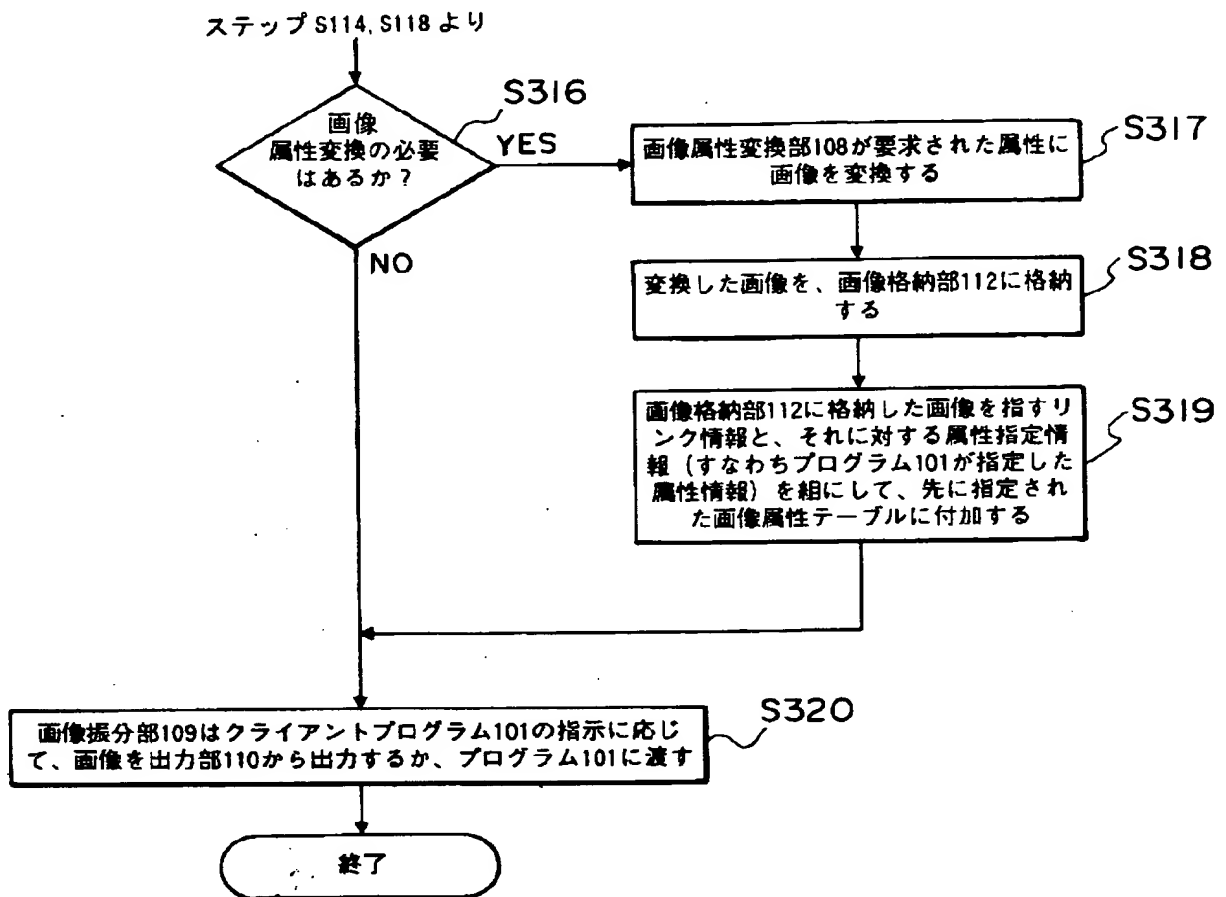 ステップS114, S118より
S316
画像
属性変換の必要
はあるか？
YES
NO
S317
画像属性変換部108が要求された属性に
画像を変換する
S318
変換した画像を、画像格納部112に格納
する
S319
画像格納部112に格納した画像を指すリ
ンク情報と、それに対する属性指定情
報（すなわちプログラム101が指定した
属性情報）を組にして、先に指定され
た画像属性テーブルに付加する
S320
画像振分部109はクライアントプログラム101の指示に応じ
て、画像を出力部110から出力するか、プログラム101に渡す
終了